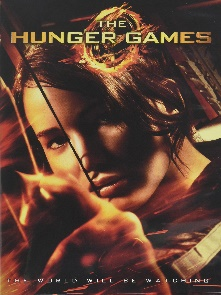 THE
HUNGER GAMES
THE WORLD WILL BE WATCHING